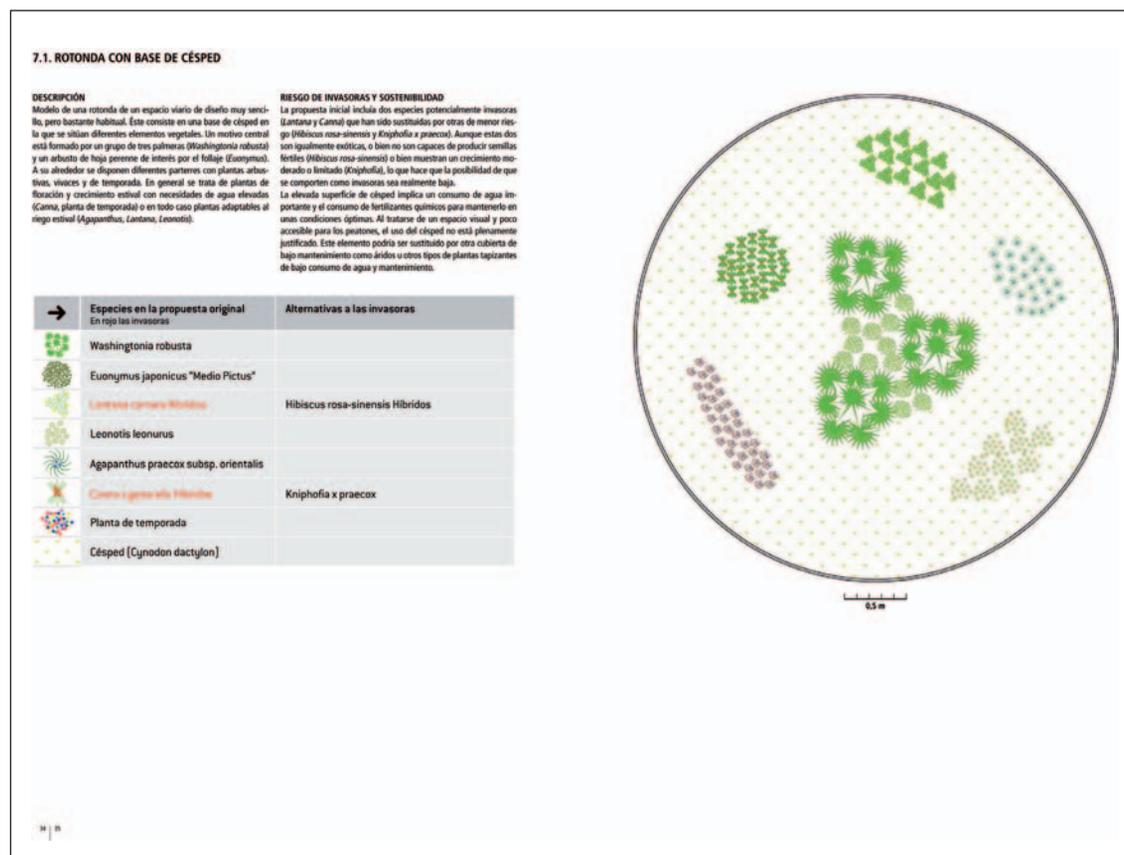 7.1. ROTONDA CON BASE DE CÉSPED
DESCRIPCIÓN
Modelo de una rotonda de un espacio viario de diseño muy senci-
llo, pero bastante habitual. Éste consiste en una base de césped en
la que se sitúan diferentes elementos vegetales. Un motivo central
está formado por un grupo de tres palmeras (Washingtonia robusta)
y un arbusto de hoja perenne de interés por el follaje (Euonymus).
A su alrededor se disponen diferentes parterres con plantas arbus-
tivas, vivaces y de temporada. En general se trata de plantas de
floración y crecimiento estival con necesidades de agua elevadas
(Canna, planta de temporada) o en todo caso plantas adaptables al
riego estival (Agapanthus, Lantana, Leonotis).
RIESGO DE INVASORAS Y SOSTENIBILIDAD
La propuesta inicial incluía dos especies potencialmente invasoras
(Lantana y Canna) que han sido sustituidas por otras de menor ries-
go (Hibiscus rosa-sinensis y Kniphofia x praecox). Aunque estas dos
son igualmente exóticas, o bien no son capaces de producir semillas
fértiles (Hibiscus rosa-sinensis) o bien muestran un crecimiento mo-
derado o limitado (Kniphofia), lo que hace que la posibilidad de que
se comporten como invasoras sea realmente baja.
La elevada superficie de césped implica un consumo de agua im-
portante y el consumo de fertilizantes químicos para mantenerlo en
unas condiciones óptimas. Al tratarse de un espacio visual y poco
accesible para los peatones, el uso del césped no está plenamente
justificado. Este elemento podría ser sustituido por otra cubierta de
bajo mantenimiento como áridos u otros tipos de plantas tapizantes
de bajo consumo de agua y mantenimiento.
Especies en la propuesta original
En rojo las invasoras
Alternativas a las invasoras
Washingtonia robusta
Euonymus japonicus "Medio Pictus"
Lantana camara Híbridos
Hibiscus rosa-sinensis Híbridos
Leonotis leonurus
Agapanthus praecox subsp. orientalis
Canna Híbridos
Kniphofia x praecox
Planta de temporada
Césped (Cynodon dactylon)
0,5 m